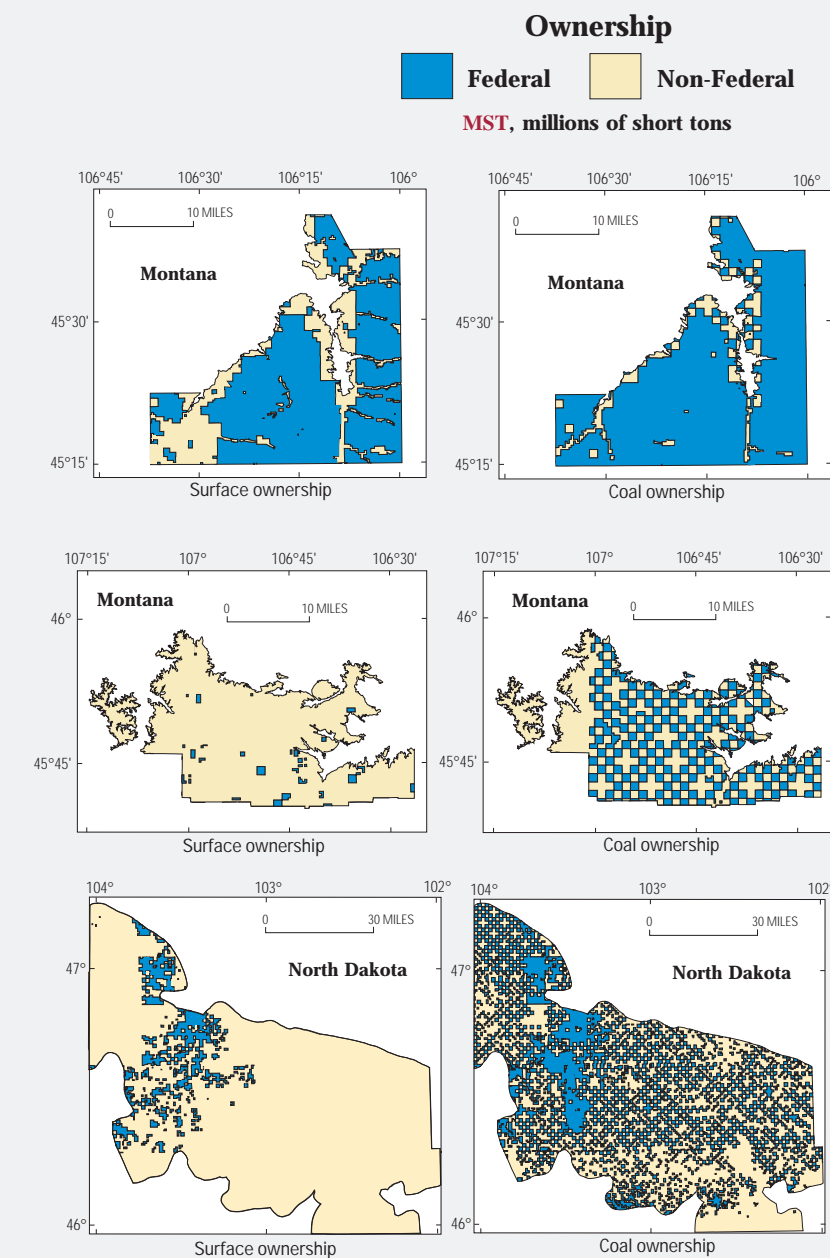 Ownership
Federal Non-Federal
MST, millions of short tons
106°45' 106°30' 106°15' 106°
0 10 MILES
Montana
45°30'
45°15'
Surface ownership
106°45' 106°30' 106°15' 106°
0 10 MILES
Montana
45°30'
45°15'
Coal ownership
107°15' 107° 106°45' 106°30'
Montana
0 10 MILES
46°
45°45'
Surface ownership
107°15' 107° 106°45' 106°30'
Montana
0 10 MILES
46°
45°45'
Coal ownership
104° 103° 102°
0 30 MILES
47°
North Dakota
46°
Surface ownership
104° 103° 102°
0 30 MILES
47°
North Dakota
46°
Coal ownership